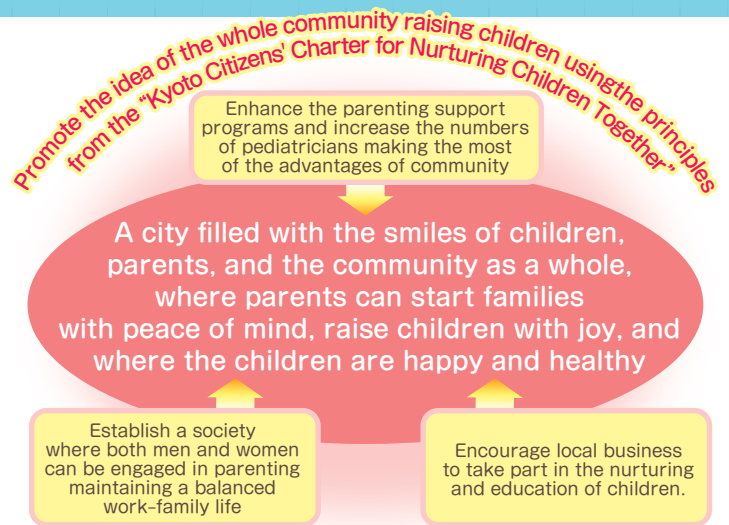 Promote the idea of the whole community raising children usingthe principles
from the "Kyoto Citizens' Charter for Nurturing Children Together"
Enhance the parenting support
programs and increase the numbers
of pediatricians making the most
of the advantages of community
A city filled with the smiles of children,
parents, and the community as a whole,
where parents can start families
with peace of mind, raise children with joy, and
where the children are happy and healthy
Establish a society
where both men and women
can be engaged in parenting
maintaining a balanced
work-family life
Encourage local business
to take part in the nurturing
and education of children.